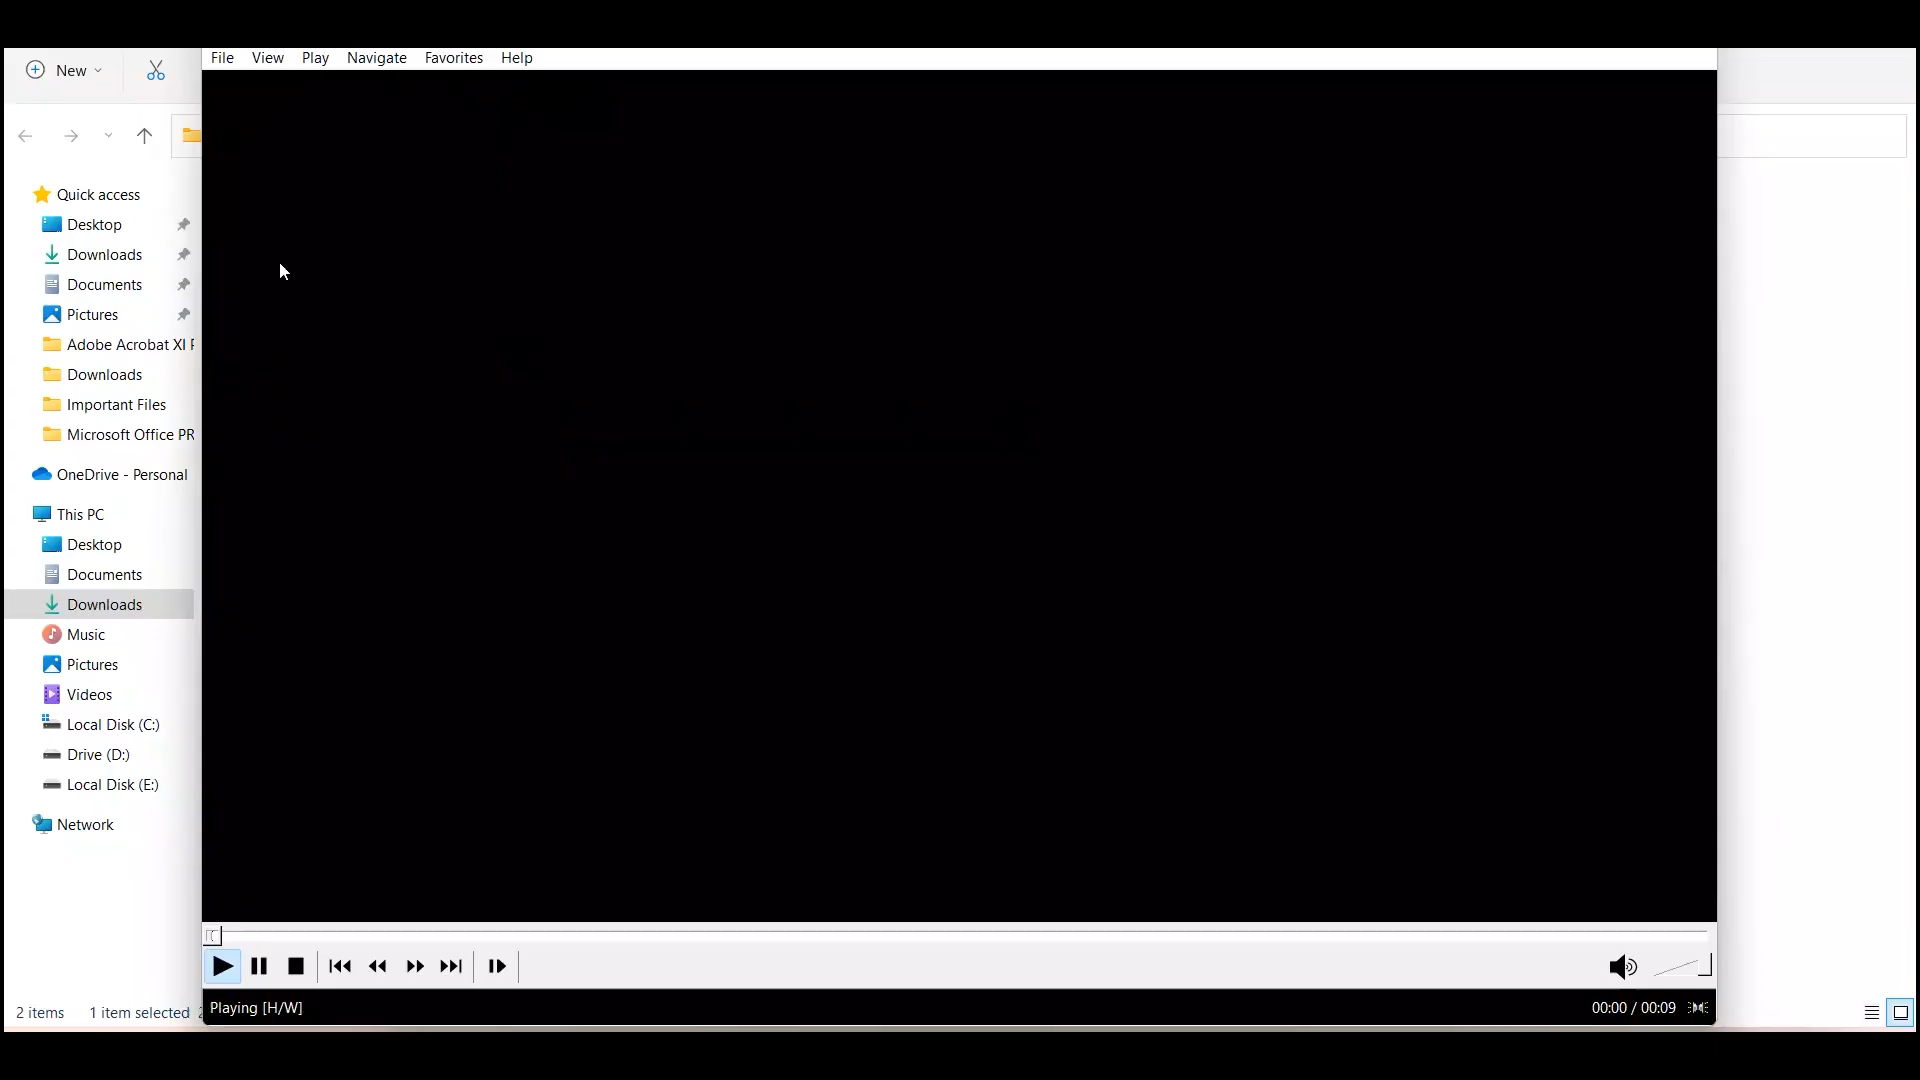 New
File View Play Navigate Favorites Help
Quick access
Desktop
Downloads
Documents
Pictures
Adobe Acrobat XI
Downloads
Important Files
Microsoft Office PR
OneDrive - Personal
This PC
Desktop
Documents
Downloads
Music
Pictures
Videos
Local Disk (C:)
Drive (D:)
Local Disk (E:)
Network
2 items 1 item selected
Playing [H/W] 00:00 / 00:09